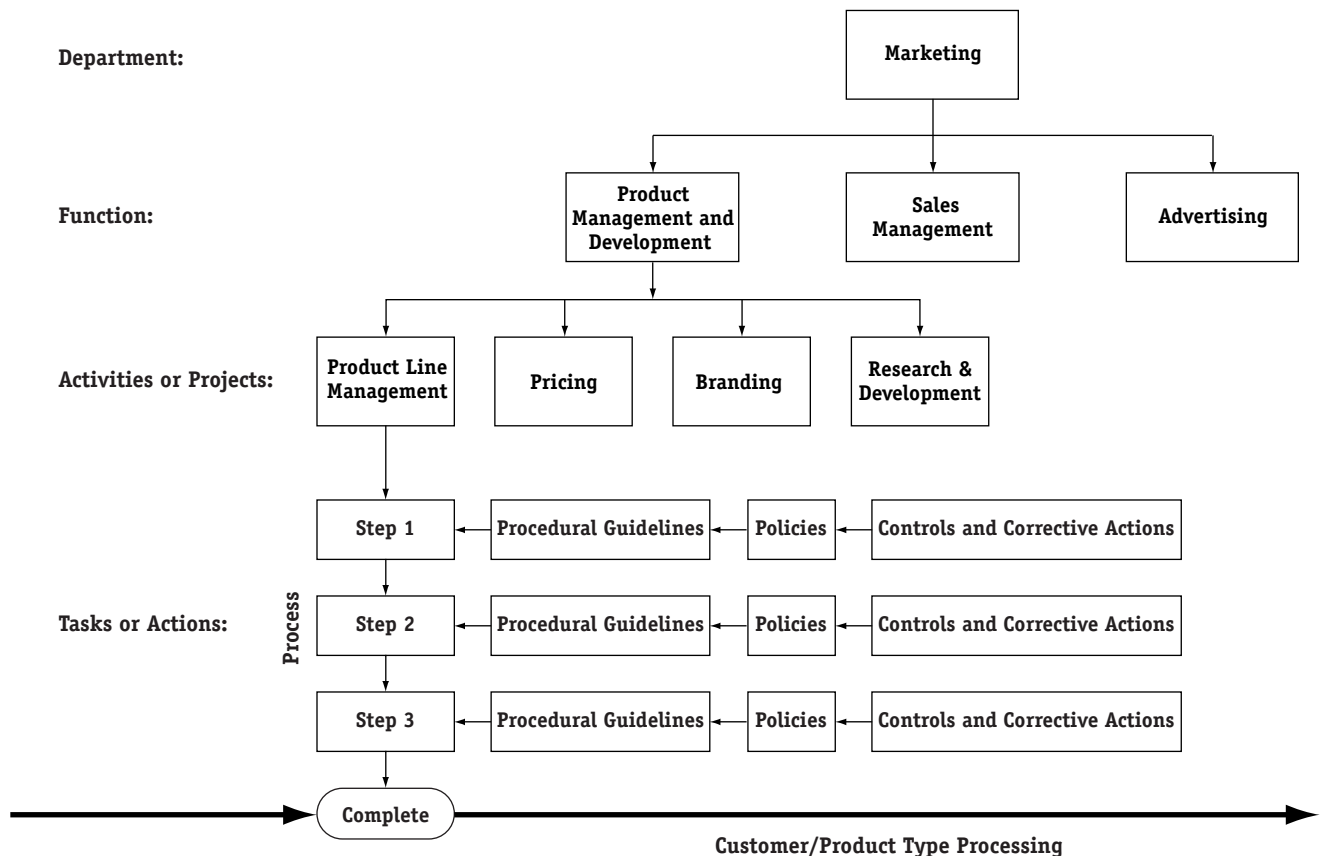 Department:
Marketing
Function:
Product
Management and
Development
Sales
Management
Advertising
Activities or Projects:
Product Line
Management
Pricing
Branding
Research &
Development
Tasks or Actions:
Process
Step 1
Procedural Guidelines
Policies
Controls and Corrective Actions
Step 2
Procedural Guidelines
Policies
Controls and Corrective Actions
Step 3
Procedural Guidelines
Policies
Controls and Corrective Actions
Complete
Customer/Product Type Processing